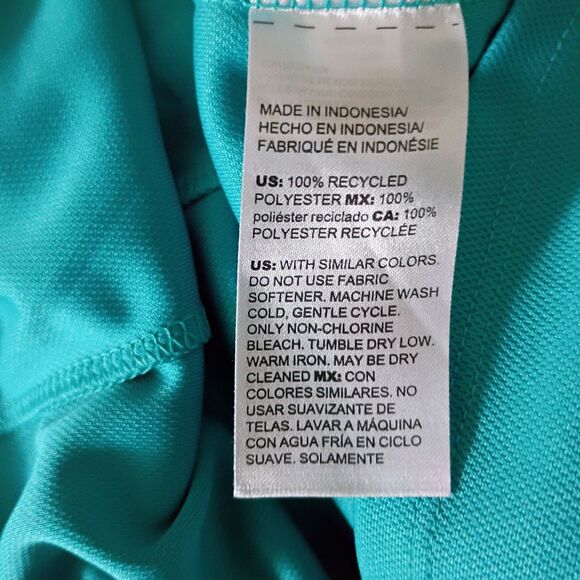 MADE IN INDONESIA/
HECHO EN INDONESIA/
FABRIQUÉ EN INDONÉSIE
US: 100% RECYCLED
POLYESTER MX: 100%
poliéster reciclado CA: 100%
POLYESTER RECYCLÉE
US: WITH SIMILAR COLORS.
DO NOT USE FABRIC
SOFTENER. MACHINE WASH
COLD, GENTLE CYCLE.
ONLY NON-CHLORINE
BLEACH. TUMBLE DRY LOW.
WARM IRON. MAY BE DRY
CLEANED MX: CON
COLORES SIMILARES. NO
USAR SUAVIZANTE DE
TELAS. LAVAR A MÁQUINA
CON AGUA FRÍA EN CICLO
SUAVE. SOLAMENTE